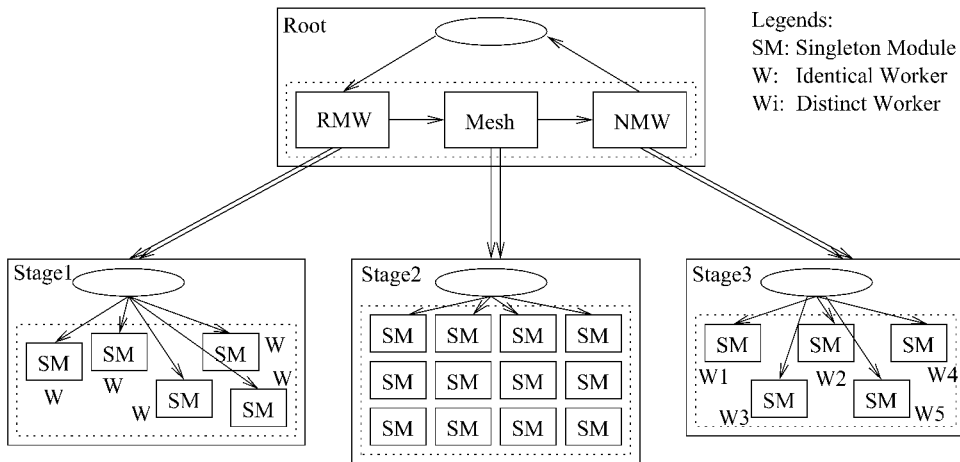 Root
Legends:
SM: Singleton Module
W: Identical Worker
Wi: Distinct Worker
RMW
Mesh
NMW
Stage1
SM
W
SM
W
SM
W
SM
W
SM
W
Stage2
SM SM SM SM
SM SM SM SM
SM SM SM SM
Stage3
SM
W1
SM
W2
SM
W4
SM
W3
SM
W5